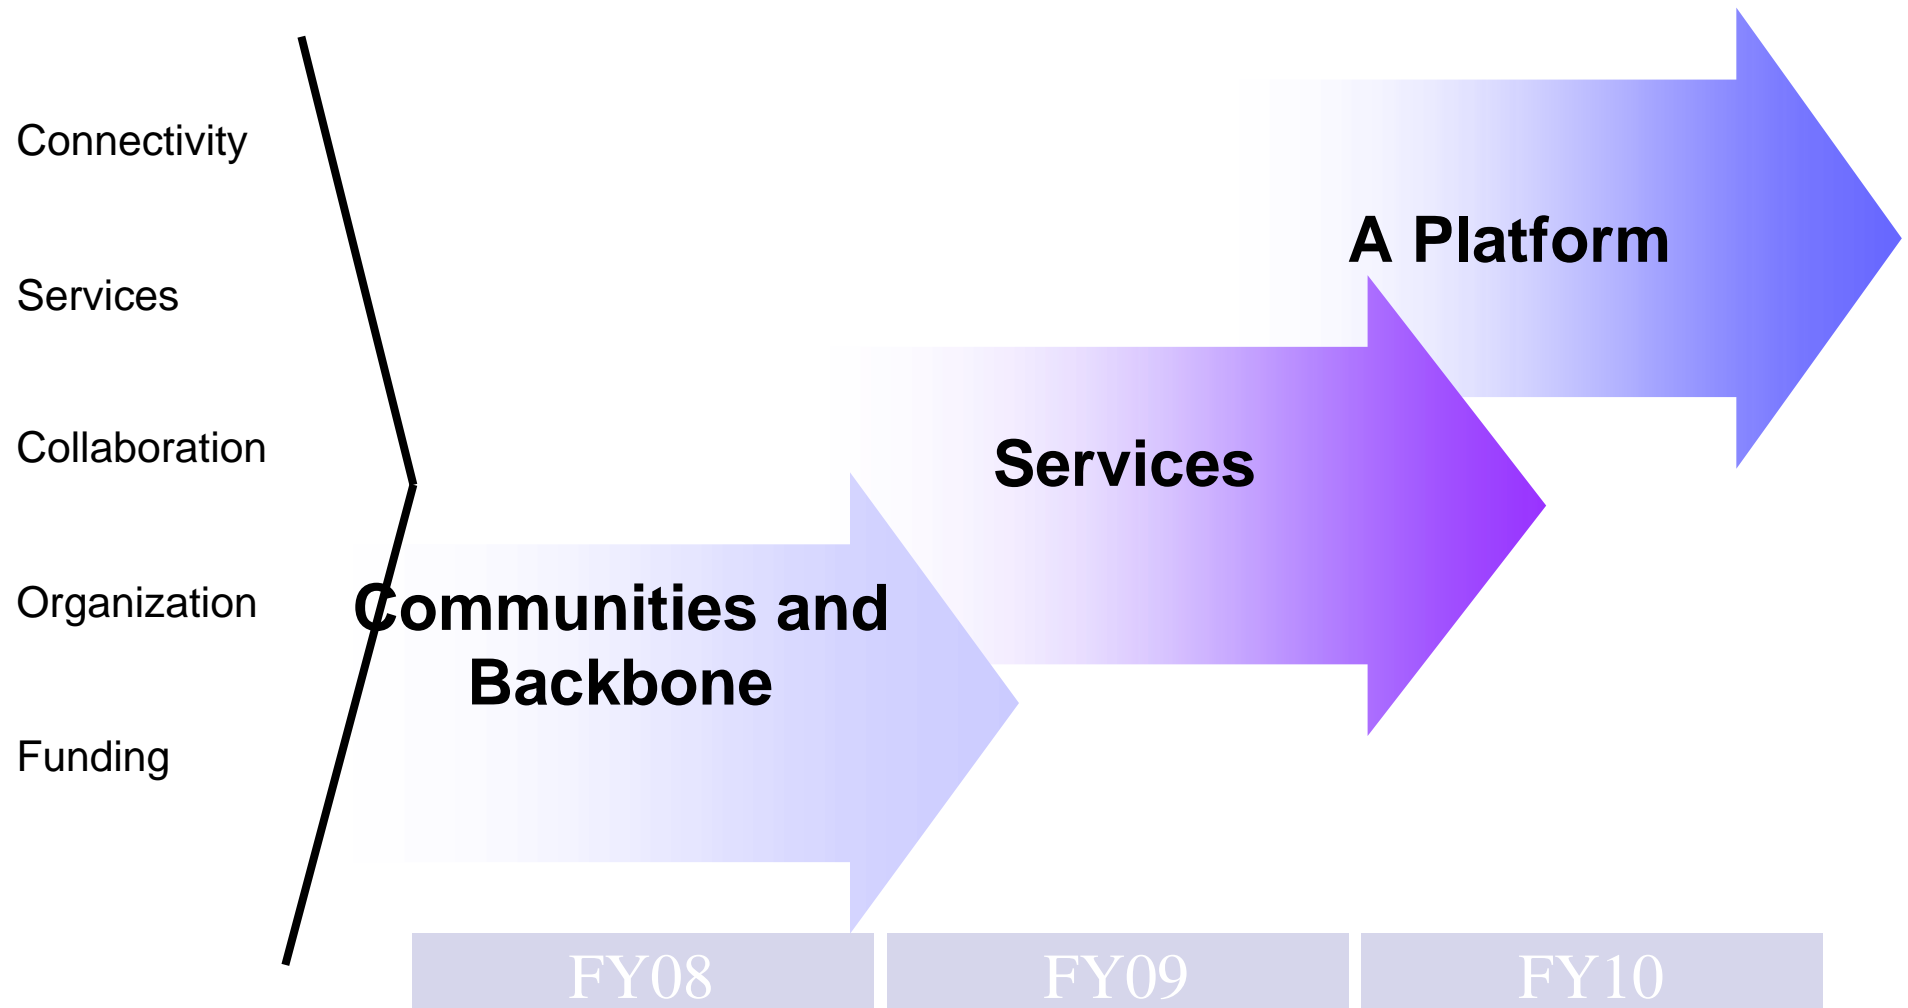 Connectivity
Services
Collaboration
Organization
Funding
A Platform
Services
Communities and
Backbone
FY08
FY09
FY10